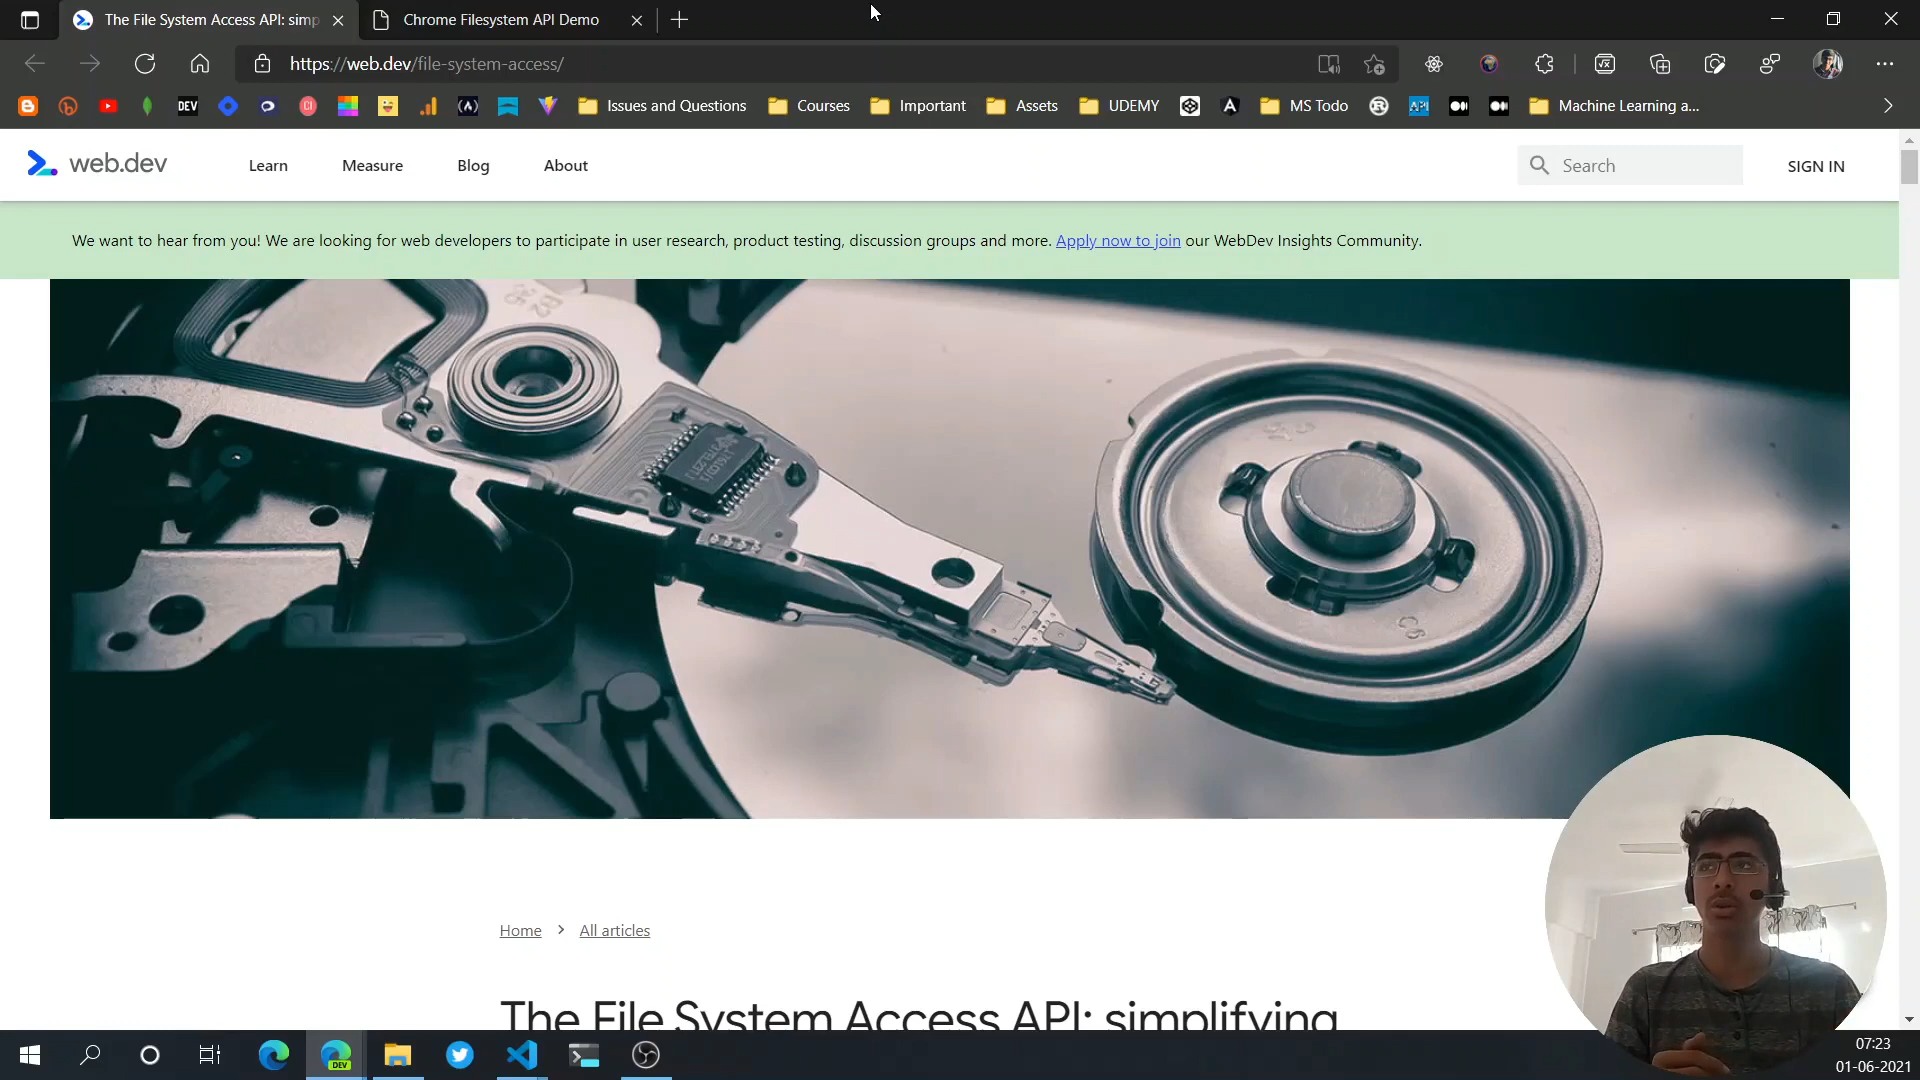 The File System Access API: simp
Chrome Filesystem API Demo
https://web.dev/file-system-access/
DEV
CI
Issues and Questions
Courses
Important
Assets
UDEMY
MS Todo
API
Machine Learning a...
web.dev
Learn
Measure
Blog
About
Search
SIGN IN
We want to hear from you! We are looking for web developers to participate in user research, product testing, discussion groups and more. Apply now to join our WebDev Insights Community.
Home
All articles
The File System Access API: simplifying
DEV
07:23
01-06-2021